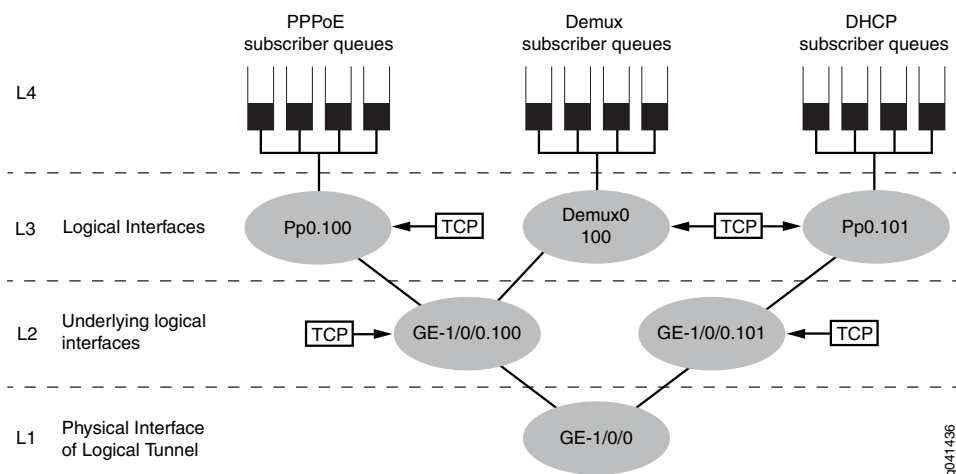 PPPoE
subscriber queues
Demux
subscriber queues
DHCP
subscriber queues
L4
L3
Logical Interfaces
Pp0.100
TCP
Demux0
100
TCP
Pp0.101
L2
Underlying logical
interfaces
TCP
GE-1/0/0.100
GE-1/0/0.101
TCP
L1
Physical Interface
of Logical Tunnel
GE-1/0/0
g041436